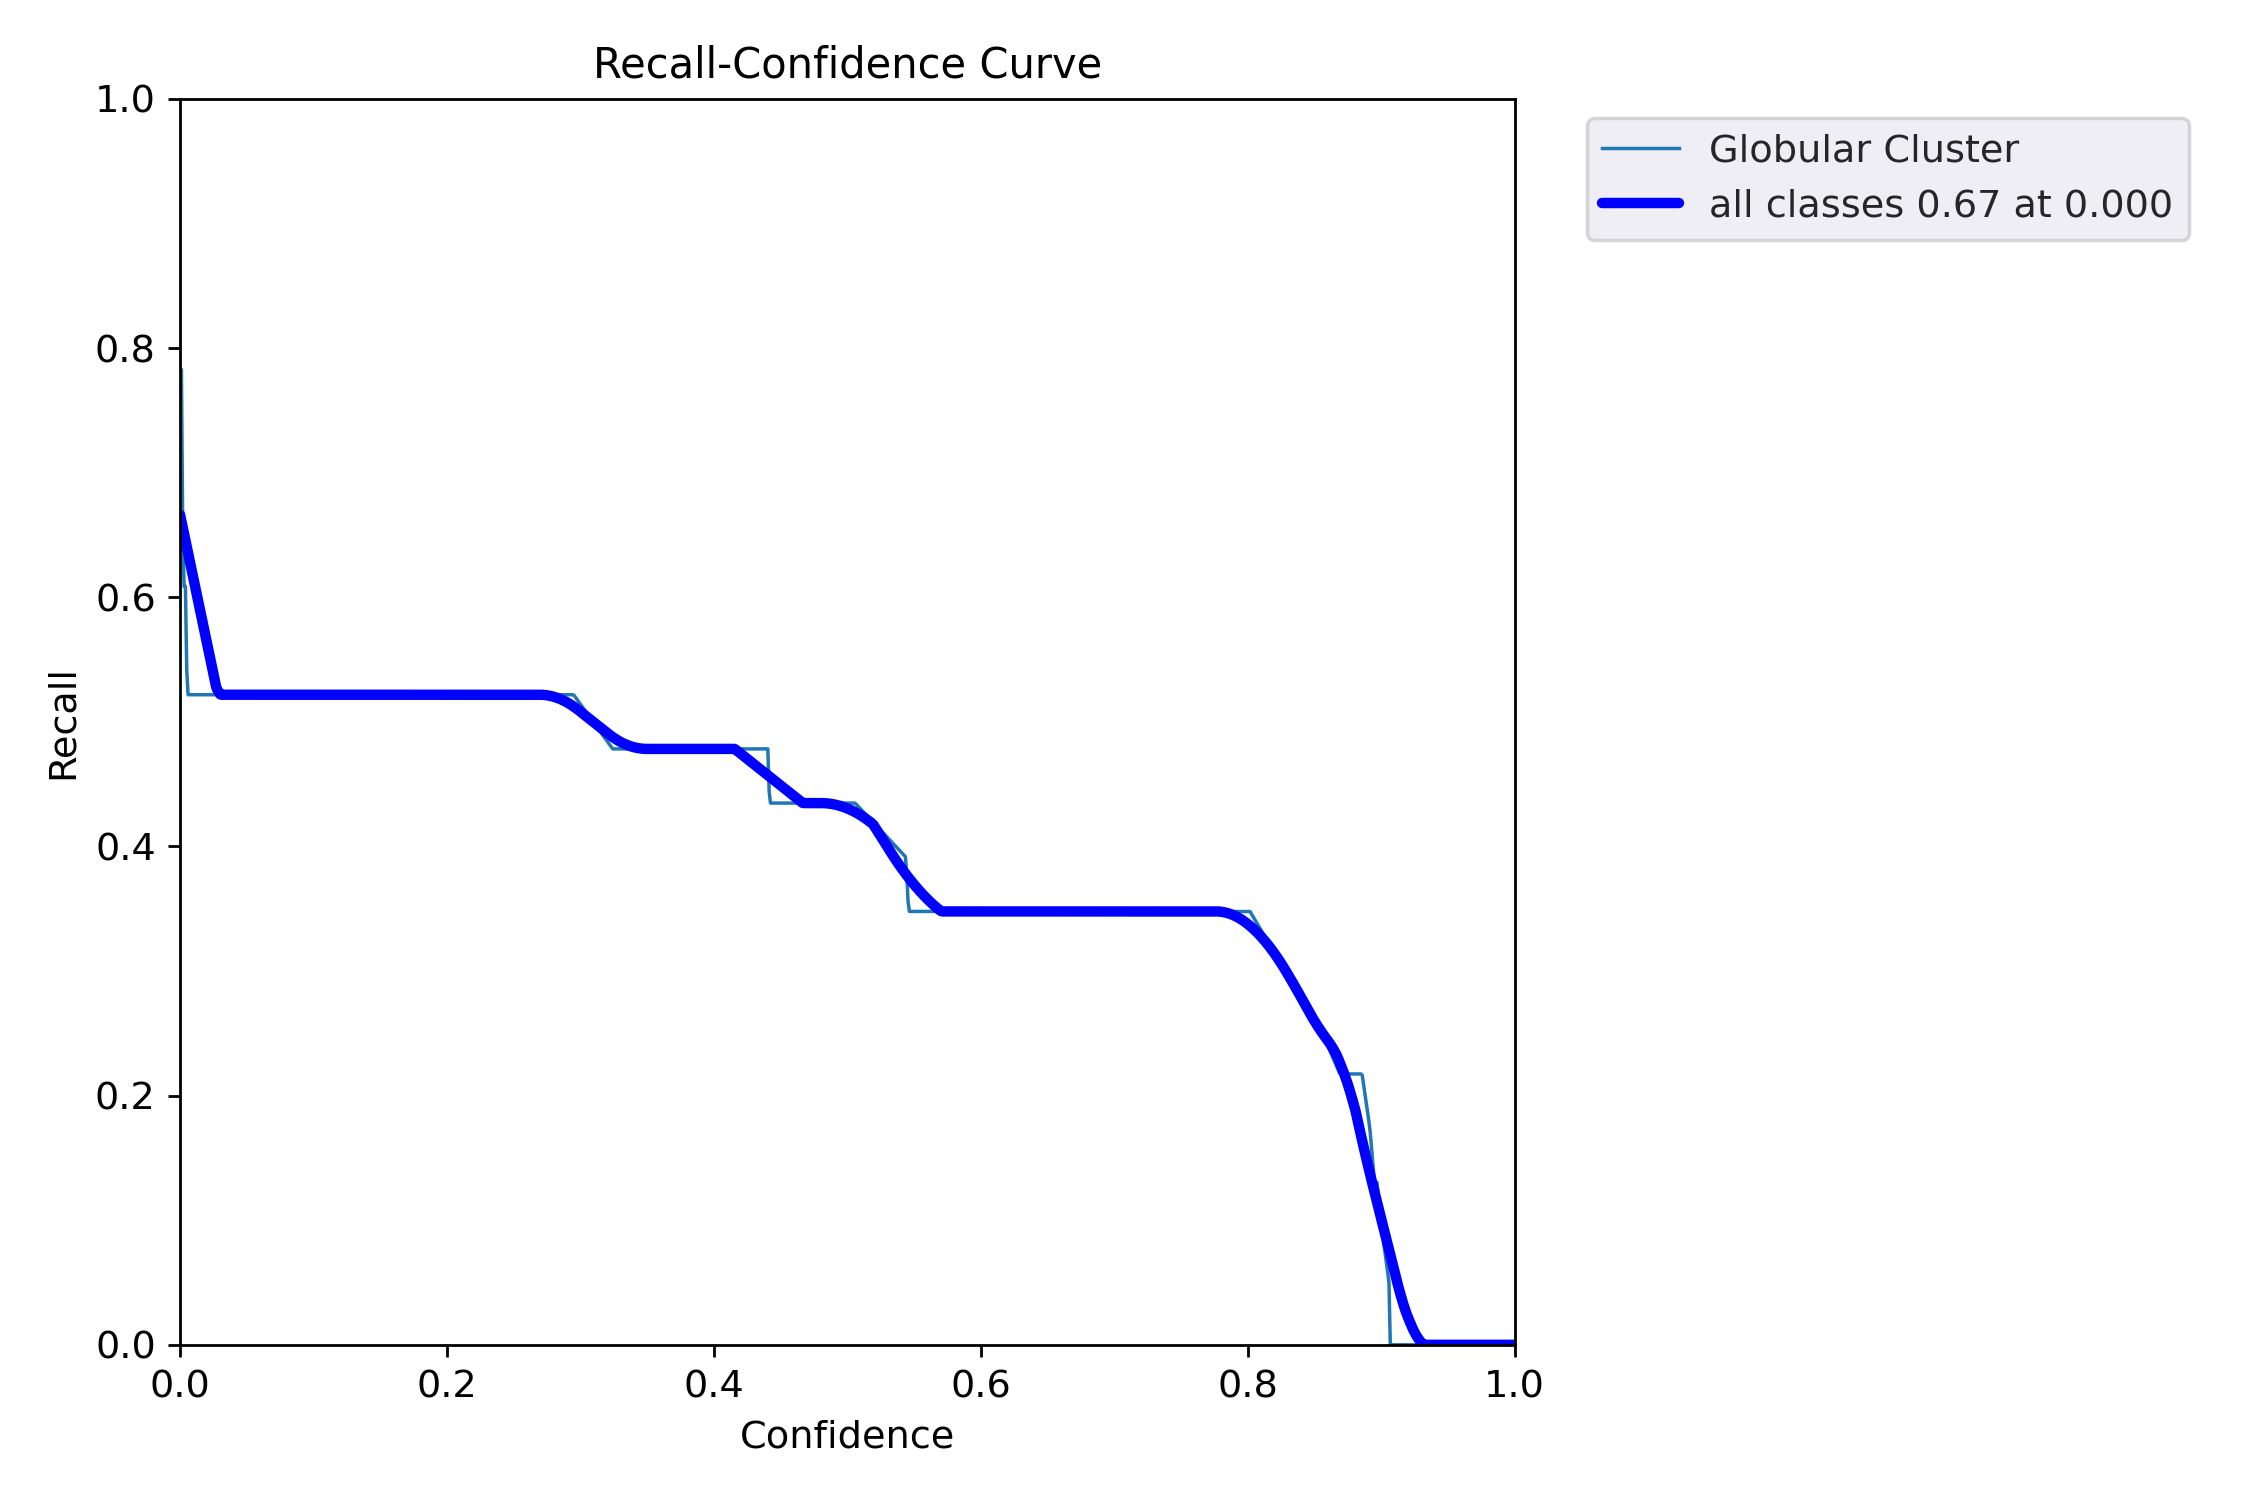 Recall-Confidence Curve
Globular Cluster
all classes 0.67 at 0.000
1.0
0.8
0.6
0.4
0.2
0.0
Recall
0.0 0.2 0.4 0.6 0.8 1.0
Confidence